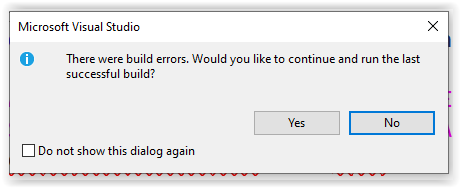 Microsoft Visual Studio
There were build errors. Would you like to continue and run the last
successful build?
Yes
No
Do not show this dialog again